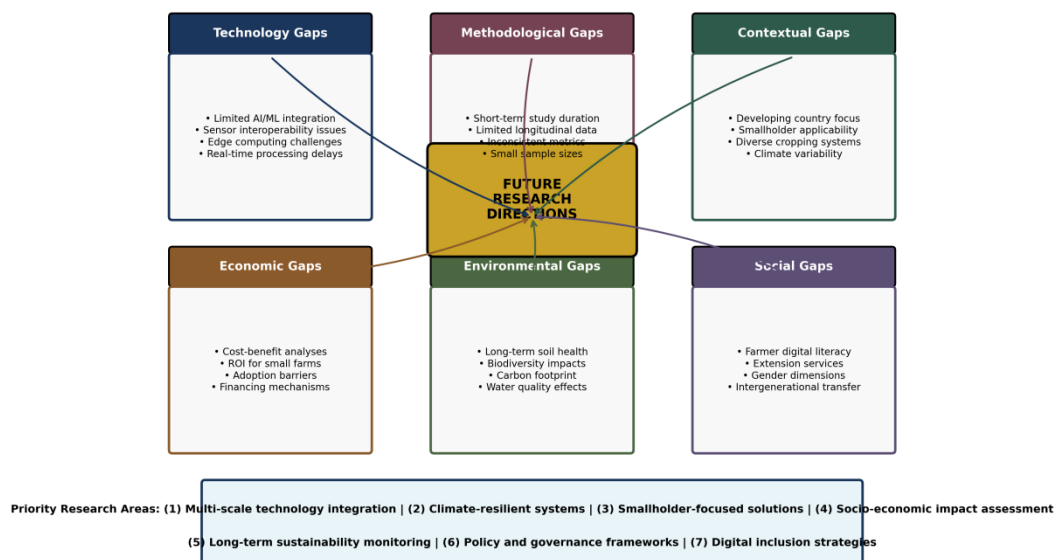 Technology Gaps
• Limited AI/ML integration
• Sensor interoperability issues
• Edge computing challenges
• Real-time processing delays
Methodological Gaps
• Short-term study duration
• Limited longitudinal data
• Inconsistent metrics
• Small sample sizes
Contextual Gaps
• Developing country focus
• Smallholder applicability
• Diverse cropping systems
• Climate variability
FUTURE
RESEARCH
DIRECTIONS
Economic Gaps
• Cost-benefit analyses
• ROI for small farms
• Adoption barriers
• Financing mechanisms
Environmental Gaps
• Long-term soil health
• Biodiversity impacts
• Carbon footprint
• Water quality effects
Social Gaps
• Farmer digital literacy
• Extension services
• Gender dimensions
• Intergenerational transfer
Priority Research Areas: (1) Multi-scale technology integration | (2) Climate-resilient systems | (3) Smallholder-focused solutions | (4) Socio-economic impact assessment
(5) Long-term sustainability monitoring | (6) Policy and governance frameworks | (7) Digital inclusion strategies